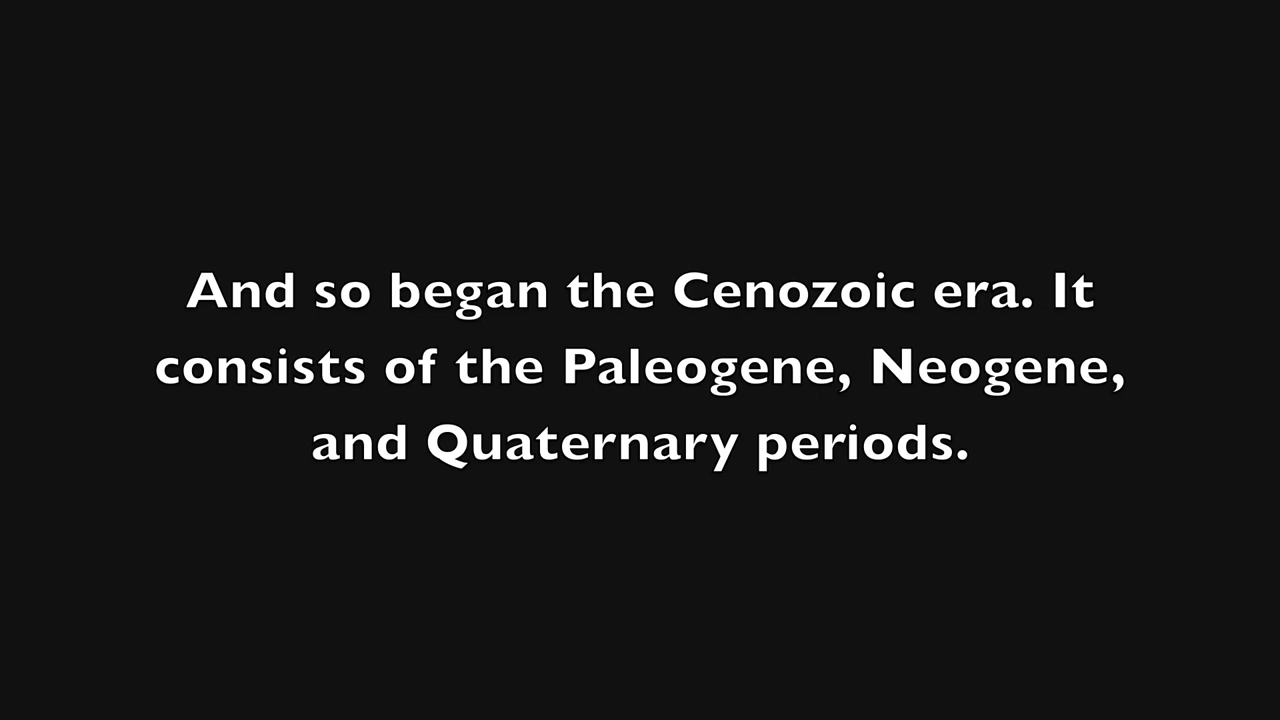 And so began the Cenozoic era. It
consists of the Paleogene, Neogene,
and Quaternary periods.